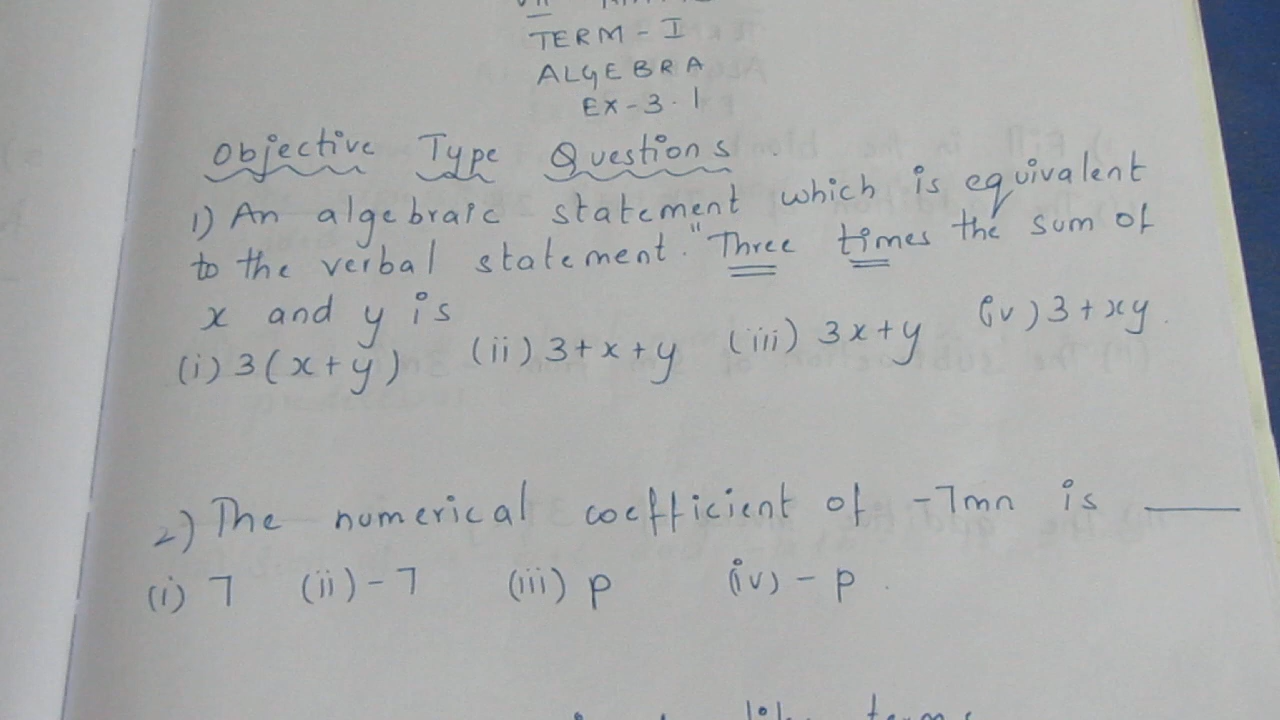 TERM - I
ALGEBRA
EX - 3.1
Objective Type Questions.
1) An algebraic statement which is equivalent
to the verbal statement. "Three times the sum of
x and y is
(i) 3(x+y) (ii) 3+x+y (iii) 3x+y (iv) 3+xy.
2) The numerical coefficient of -7mn is ____
(i) 7 (ii) -7 (iii) p (iv) - p.
like terms